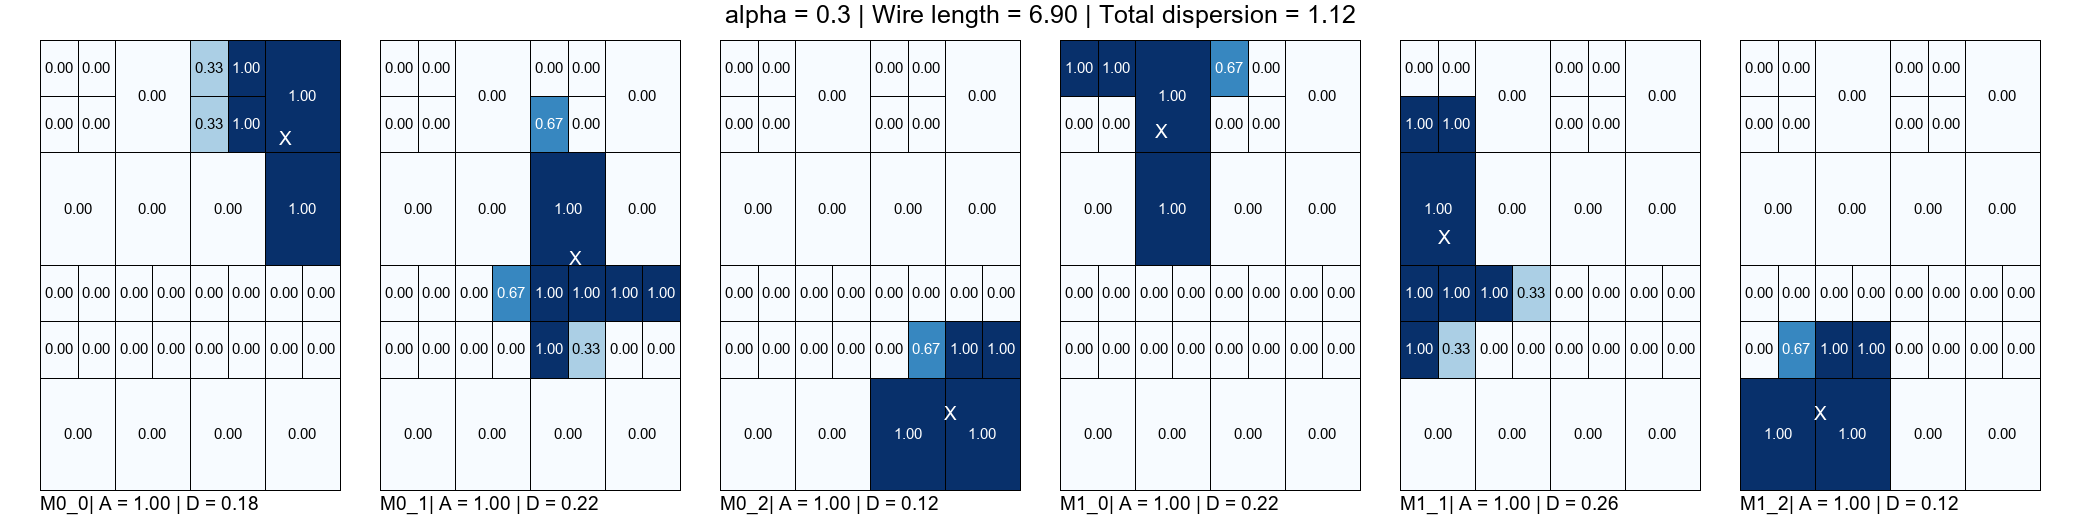 alpha = 0.3 | Wire length = 6.90 | Total dispersion = 1.12
0.00 0.00 0.33 1.00
0.00 1.00
0.00 0.00 0.33 1.00
X
0.00 0.00 0.00 1.00
0.00 0.00 0.00 0.00 0.00 0.00 0.00 0.00
0.00 0.00 0.00 0.00 0.00 0.00 0.00 0.00
0.00 0.00 0.00 0.00
M0_0| A = 1.00 | D = 0.18
0.00 0.00 0.00 0.00
0.00 0.00
0.00 0.00 0.67 0.00
0.00 0.00 1.00 0.00
X
0.00 0.00 0.00 0.67 1.00 1.00 1.00 1.00
0.00 0.00 0.00 0.00 1.00 0.33 0.00 0.00
0.00 0.00 0.00 0.00
M0_1| A = 1.00 | D = 0.22
0.00 0.00 0.00 0.00
0.00 0.00
0.00 0.00 0.00 0.00
0.00 0.00 0.00 0.00
0.00 0.00 0.00 0.00 0.00 0.00 0.00 0.00
0.00 0.00 0.00 0.00 0.00 0.67 1.00 1.00
X
0.00 0.00 1.00 1.00
M0_2| A = 1.00 | D = 0.12
1.00 1.00 0.67 0.00
1.00 0.00
0.00 0.00 0.00 0.00
X
0.00 1.00 0.00 0.00
0.00 0.00 0.00 0.00 0.00 0.00 0.00 0.00
0.00 0.00 0.00 0.00 0.00 0.00 0.00 0.00
0.00 0.00 0.00 0.00
M1_0| A = 1.00 | D = 0.22
0.00 0.00 0.00 0.00
0.00 0.00
1.00 1.00 0.00 0.00
1.00 0.00 0.00 0.00
X
1.00 1.00 1.00 0.33 0.00 0.00 0.00 0.00
1.00 0.33 0.00 0.00 0.00 0.00 0.00 0.00
0.00 0.00 0.00 0.00
M1_1| A = 1.00 | D = 0.26
0.00 0.00 0.00 0.00
0.00 0.00
0.00 0.00 0.00 0.00
0.00 0.00 0.00 0.00
0.00 0.00 0.00 0.00 0.00 0.00 0.00 0.00
0.00 0.67 1.00 1.00 0.00 0.00 0.00 0.00
X
1.00 1.00 0.00 0.00
M1_2| A = 1.00 | D = 0.12